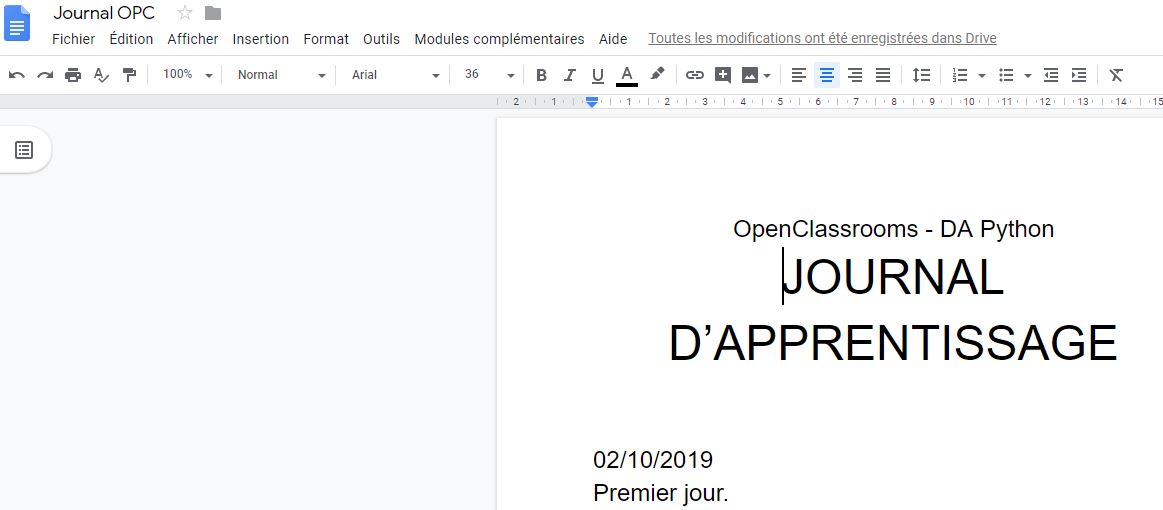 Journal OPC
Fichier Édition Afficher Insertion Format Outils Modules complémentaires Aide Toutes les modifications ont été enregistrées dans Drive
100% Normal Arial 36 B I U A
2 1 1 2 3 4 5 6 7 8 9 10 11 12 13 14 15
OpenClassrooms - DA Python
JOURNAL
D’APPRENTISSAGE
02/10/2019
Premier jour.